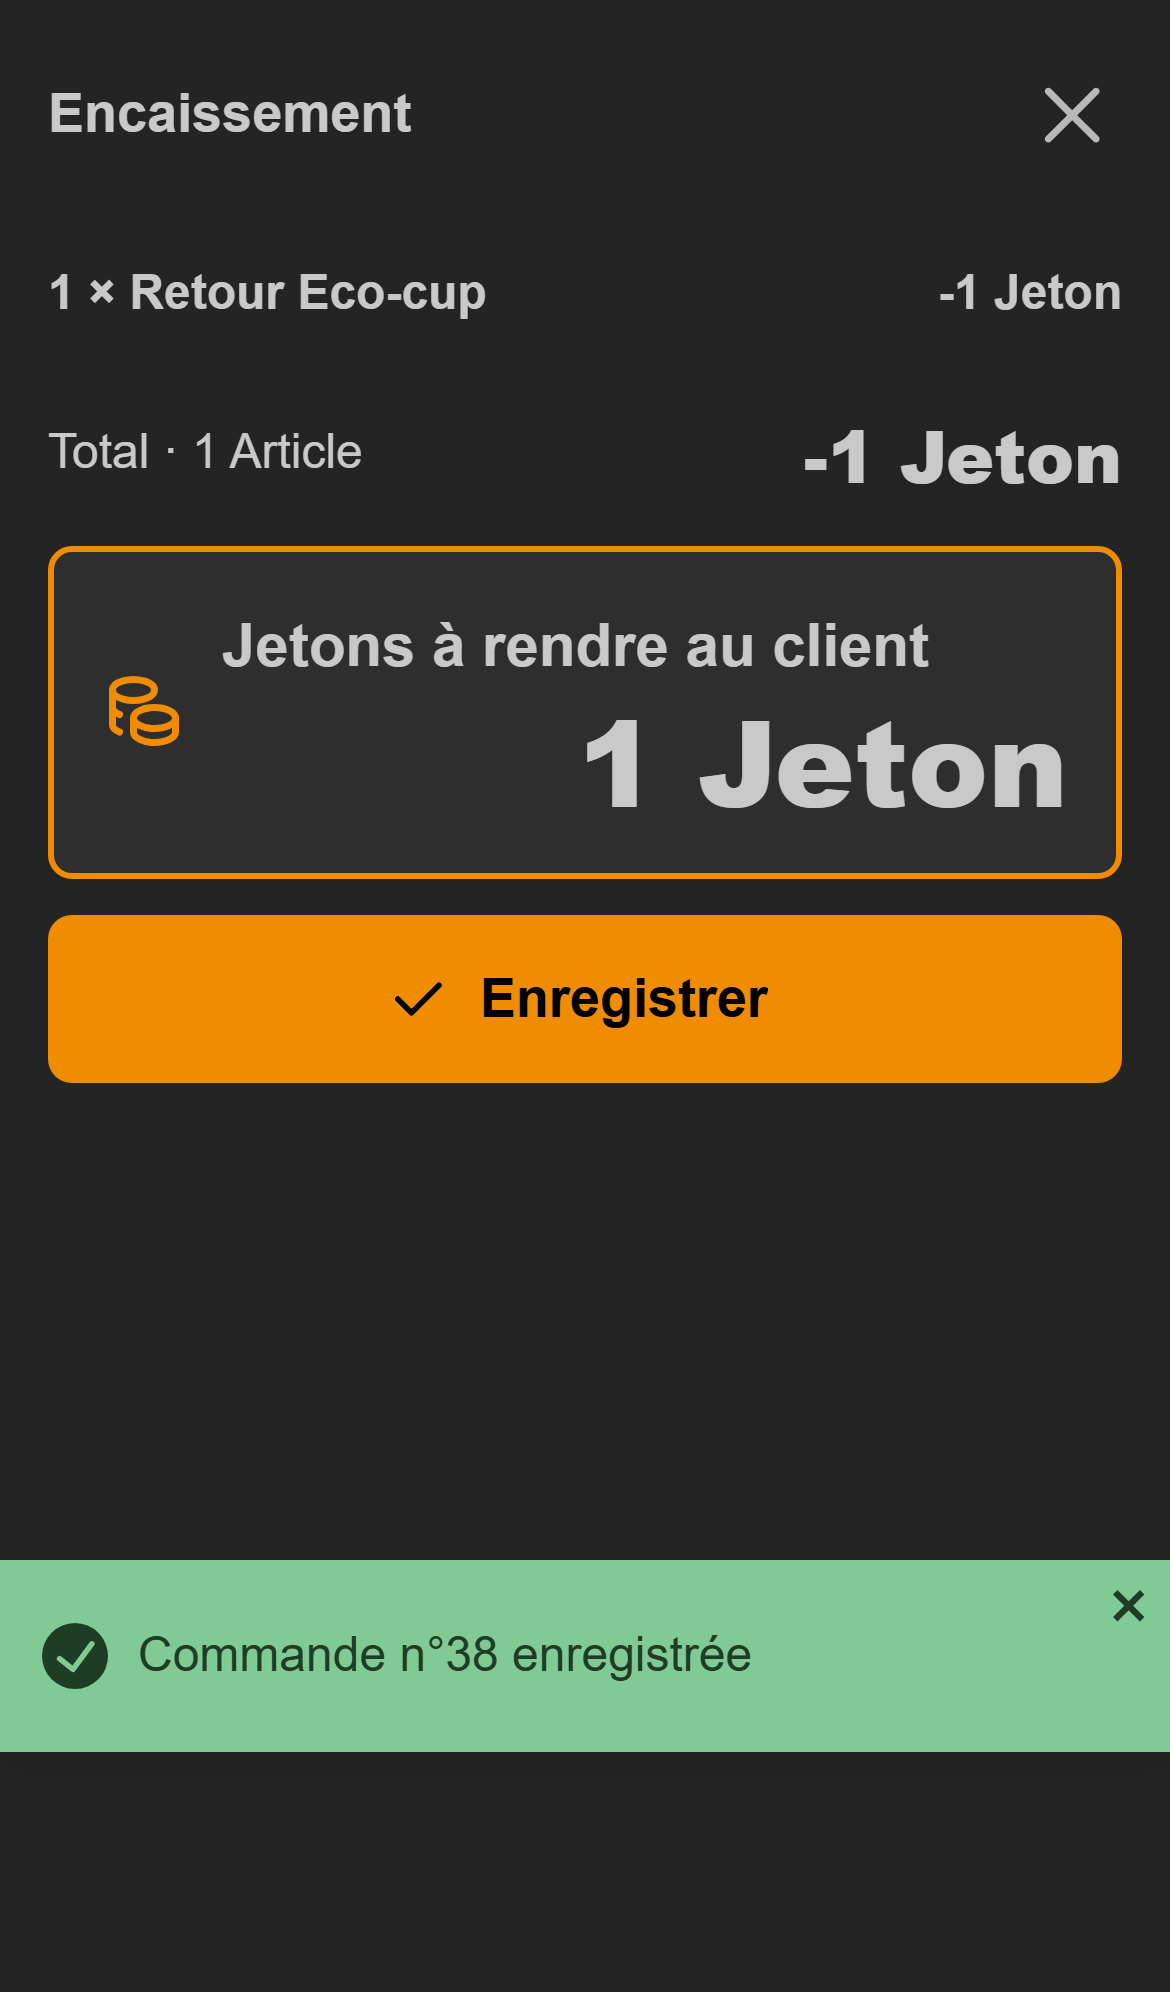 Encaissement
1 × Retour Eco-cup -1 Jeton
Total · 1 Article -1 Jeton
Jetons à rendre au client
1 Jeton
Enregistrer
Commande n°38 enregistrée